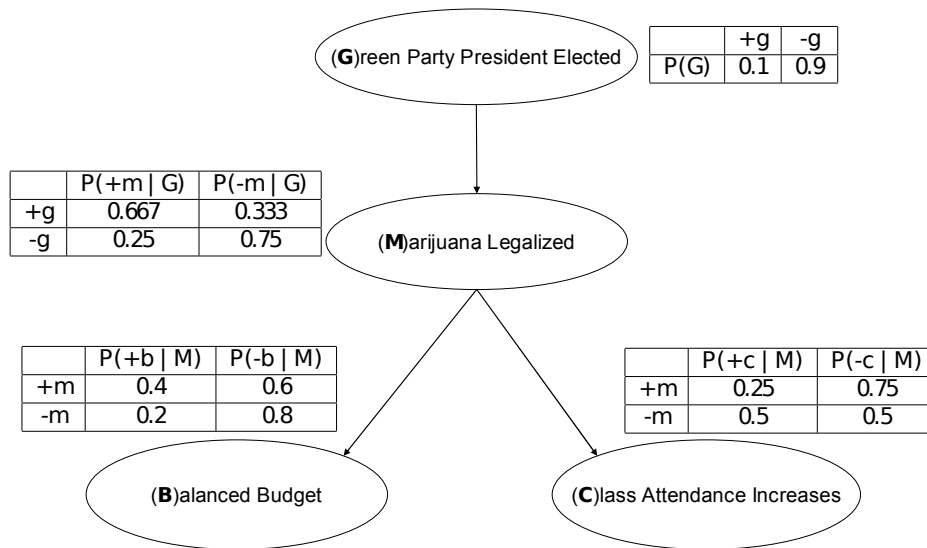 (G)reen Party President Elected
+g -g
P(G) 0.1 0.9
P(+m | G) P(-m | G)
+g 0.667 0.333
-g 0.25 0.75
(M)arijuana Legalized
P(+b | M) P(-b | M)
+m 0.4 0.6
-m 0.2 0.8
P(+c | M) P(-c | M)
+m 0.25 0.75
-m 0.5 0.5
(B)alanced Budget
(C)lass Attendance Increases